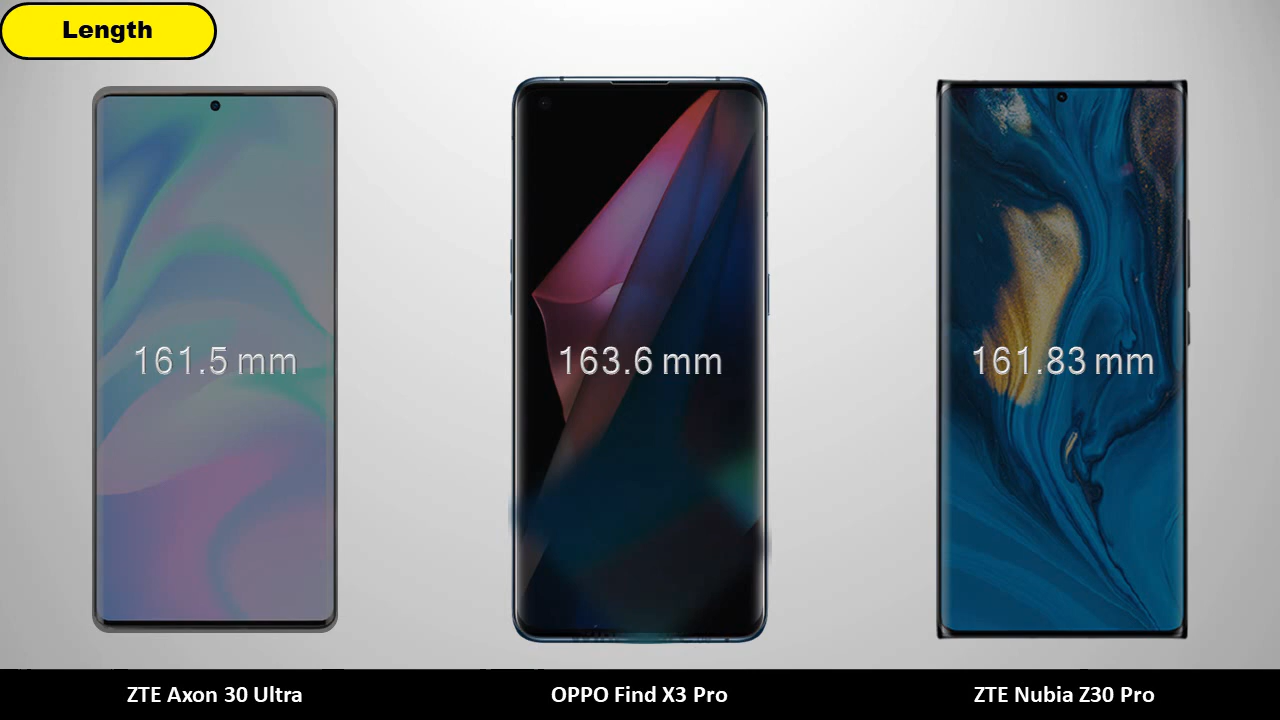 Length
161.5 mm
163.6 mm
161.83 mm
ZTE Axon 30 Ultra
OPPO Find X3 Pro
ZTE Nubia Z30 Pro